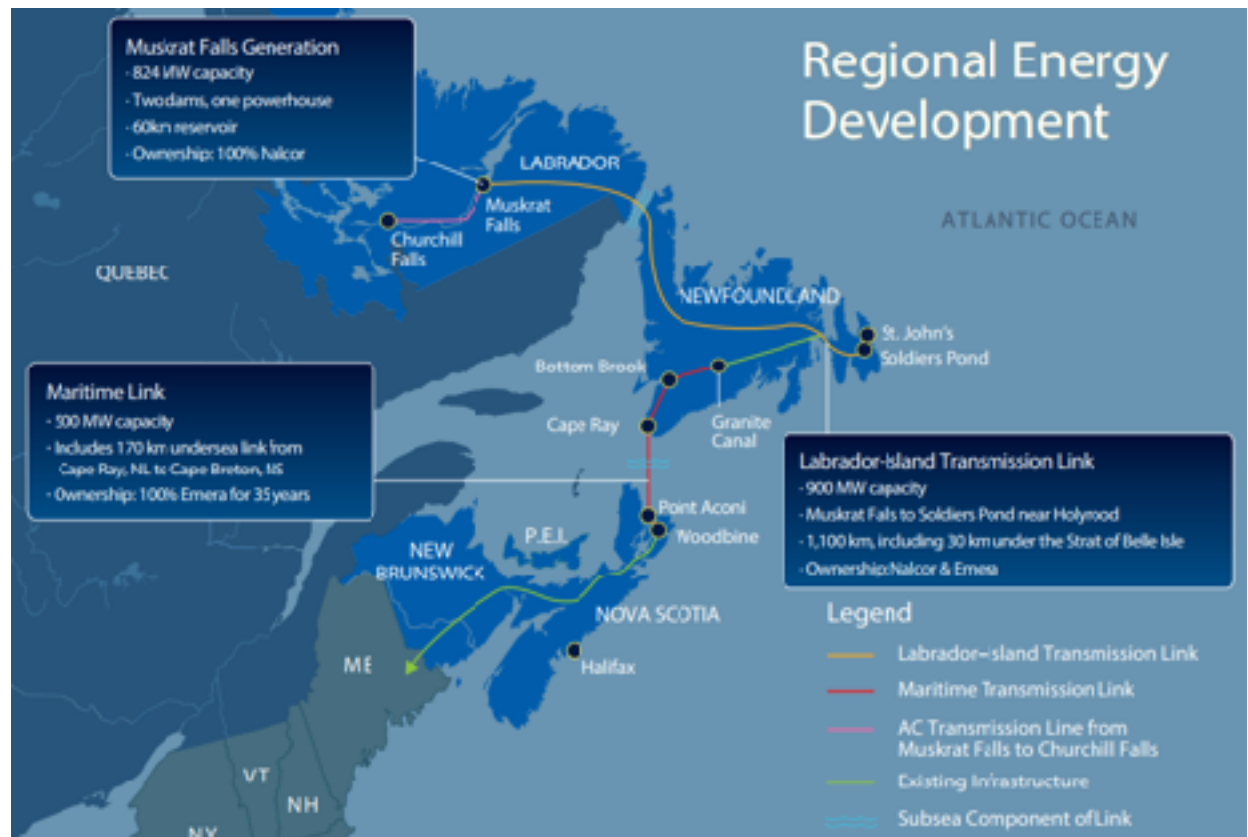 Regional Energy
Development
Muskrat Falls Generation
- 824 MW capacity
- Two dams, one powerhouse
- 60km reservoir
- Ownership: 100% Nalcor
LABRADOR
Muskrat
Falls
Churchill
Falls
ATLANTIC OCEAN
QUEBEC
NEWFOUNDLAND
St. John's
Soldiers Pond
Bottom Brook
Cape Ray
Granite
Canal
Maritime Link
- 500 MW capacity
- Includes 170 km undersea link from
Cape Ray, NL to Cape Breton, NS
- Ownership: 100% Emera for 35 years
Labrador-Island Transmission Link
- 900 MW capacity
- Muskrat Falls to Soldiers Pond near Holyrood
- 1,100 km, including 30 km under the Strat of Belle Isle
- Ownership: Nalcor & Emera
Point Aconi
Woodbine
P.E.I.
NEW
BRUNSWICK
NOVA SCOTIA
Halifax
ME
VT
NH
NY
Legend
Labrador-Island Transmission Link
Maritime Transmission Link
AC Transmission Line from
Muskrat Falls to Churchill Falls
Existing Infrastructure
Subsea Component of Link